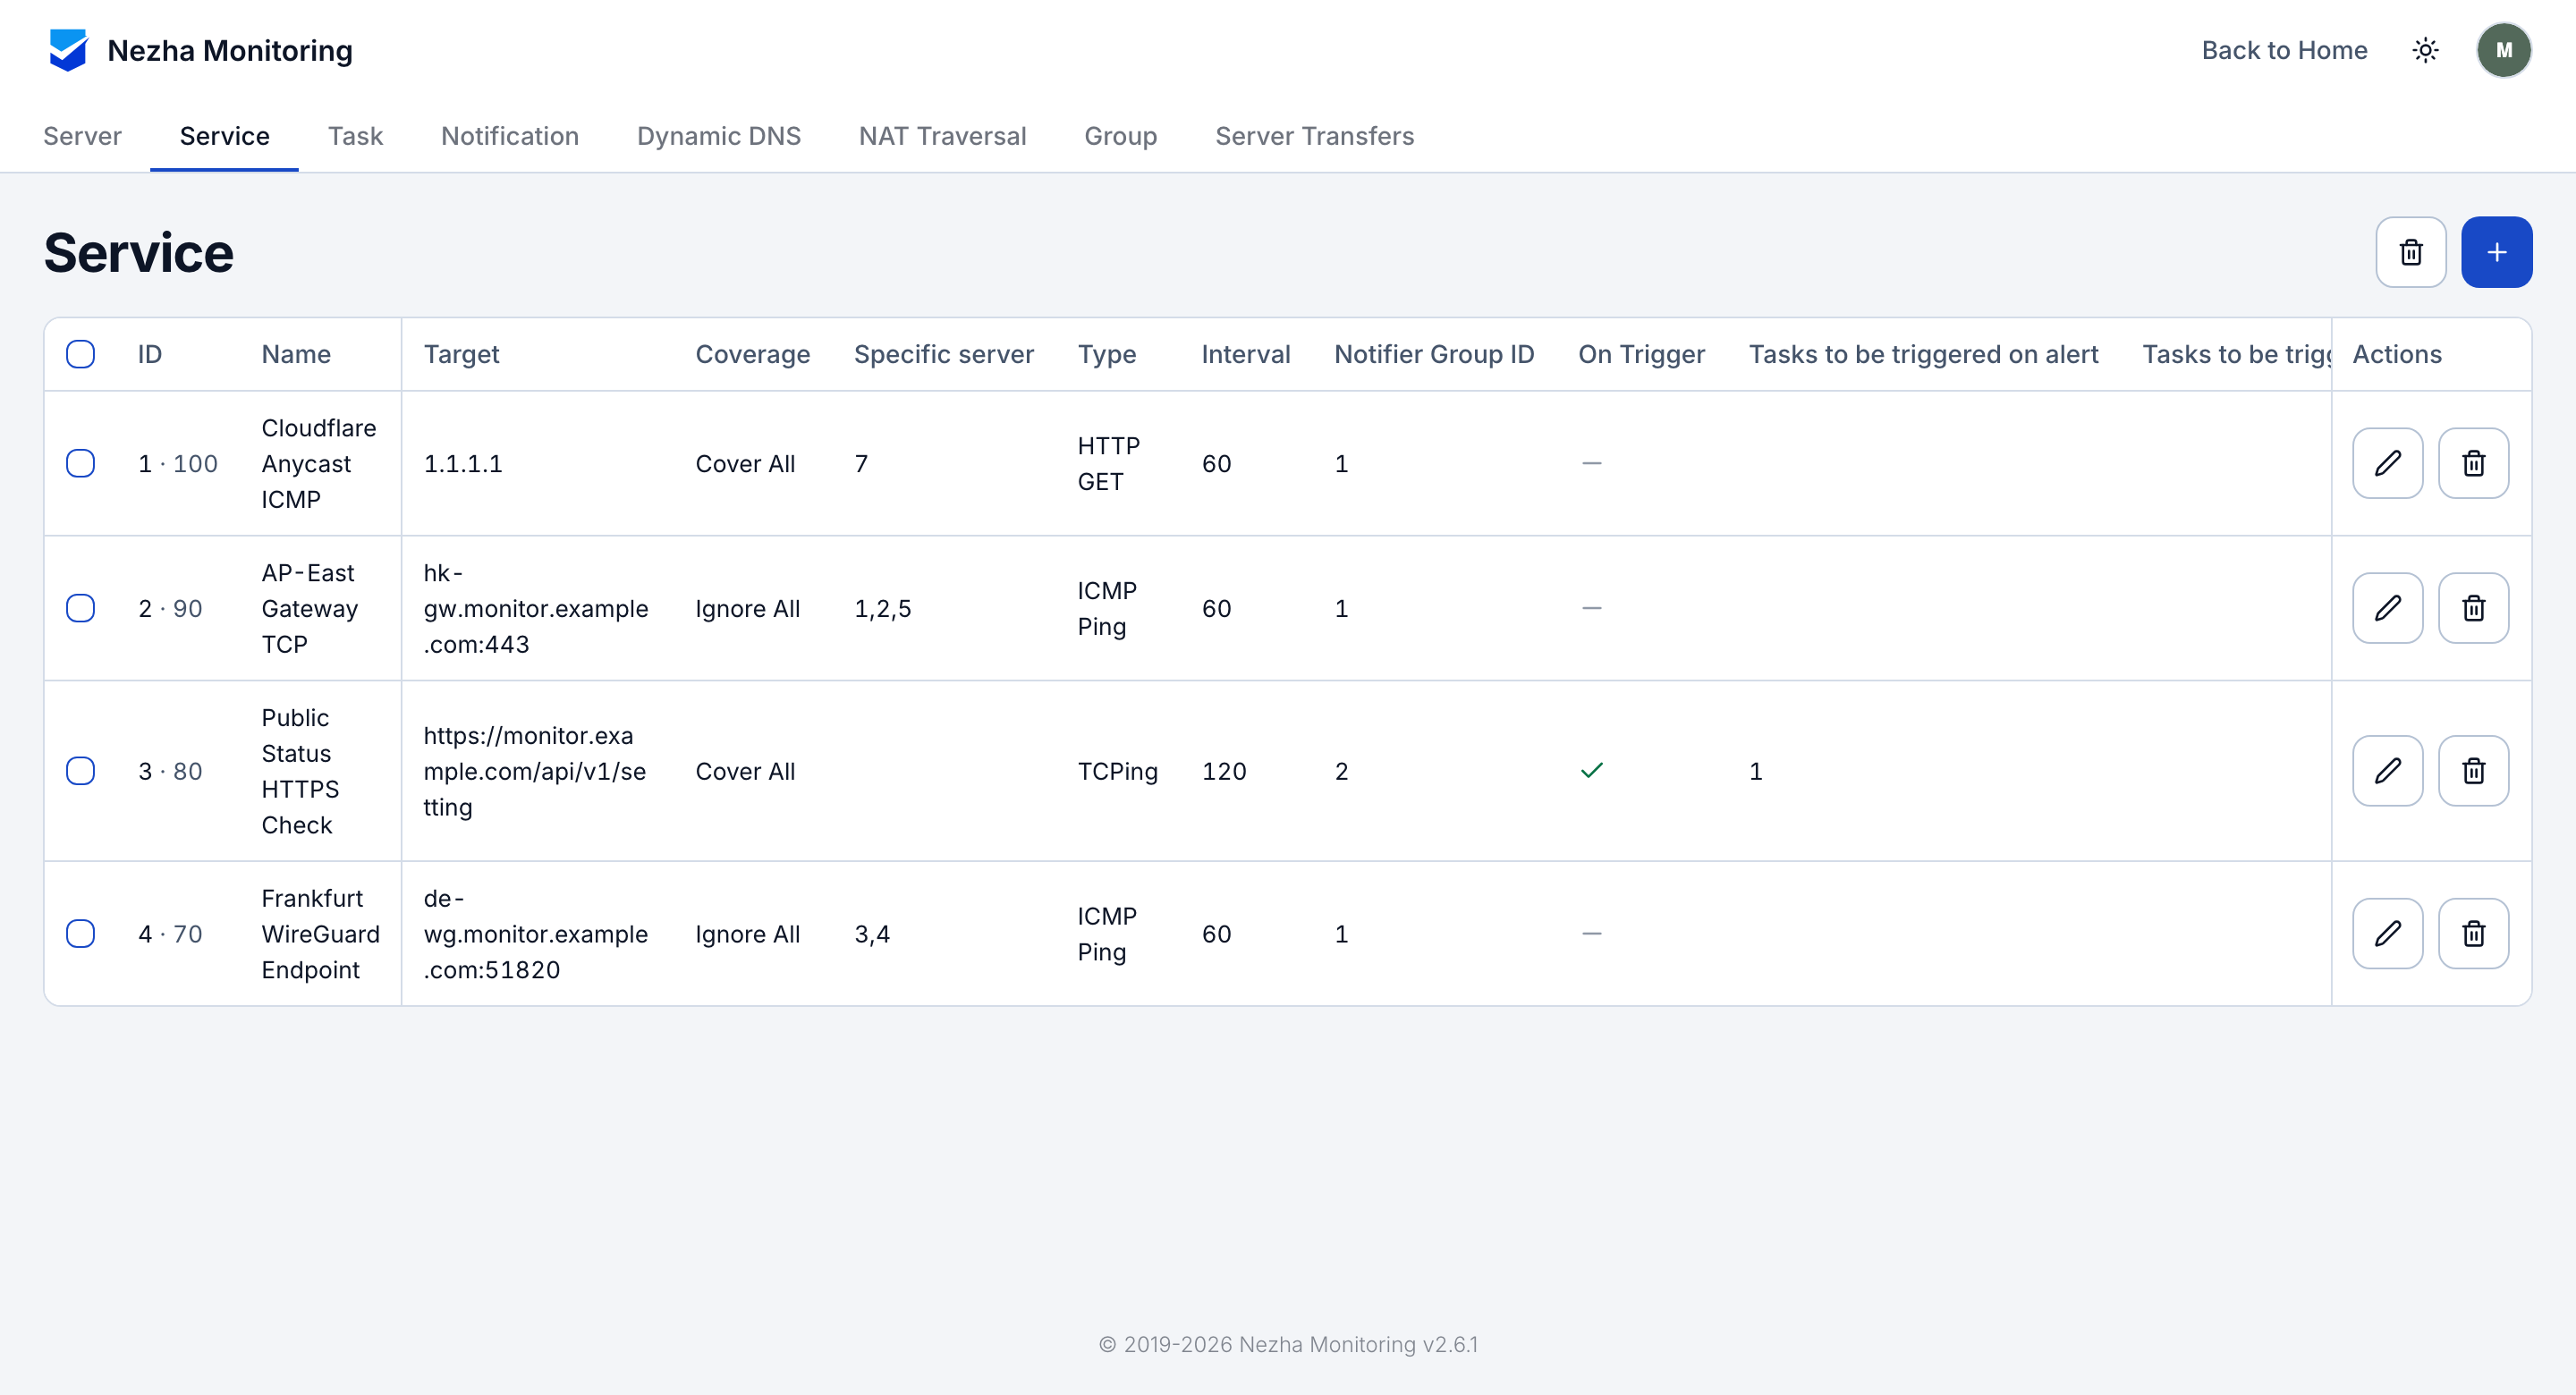 Nezha Monitoring
Back to Home
M
Server
Service
Task
Notification
Dynamic DNS
NAT Traversal
Group
Server Transfers
Service
ID
Name
Target
Coverage
Specific server
Type
Interval
Notifier Group ID
On Trigger
Tasks to be triggered on alert
Tasks to be trigg
Actions
1 · 100
Cloudflare
Anycast
ICMP
1.1.1.1
Cover All
7
HTTP
GET
60
1
—
2 · 90
AP-East
Gateway
TCP
hk-
gw.monitor.example
.com:443
Ignore All
1,2,5
ICMP
Ping
60
1
—
3 · 80
Public
Status
HTTPS
Check
https://monitor.exa
mple.com/api/v1/se
tting
Cover All
TCPing
120
2
1
4 · 70
Frankfurt
WireGuard
Endpoint
de-
wg.monitor.example
.com:51820
Ignore All
3,4
ICMP
Ping
60
1
—
© 2019-2026 Nezha Monitoring v2.6.1